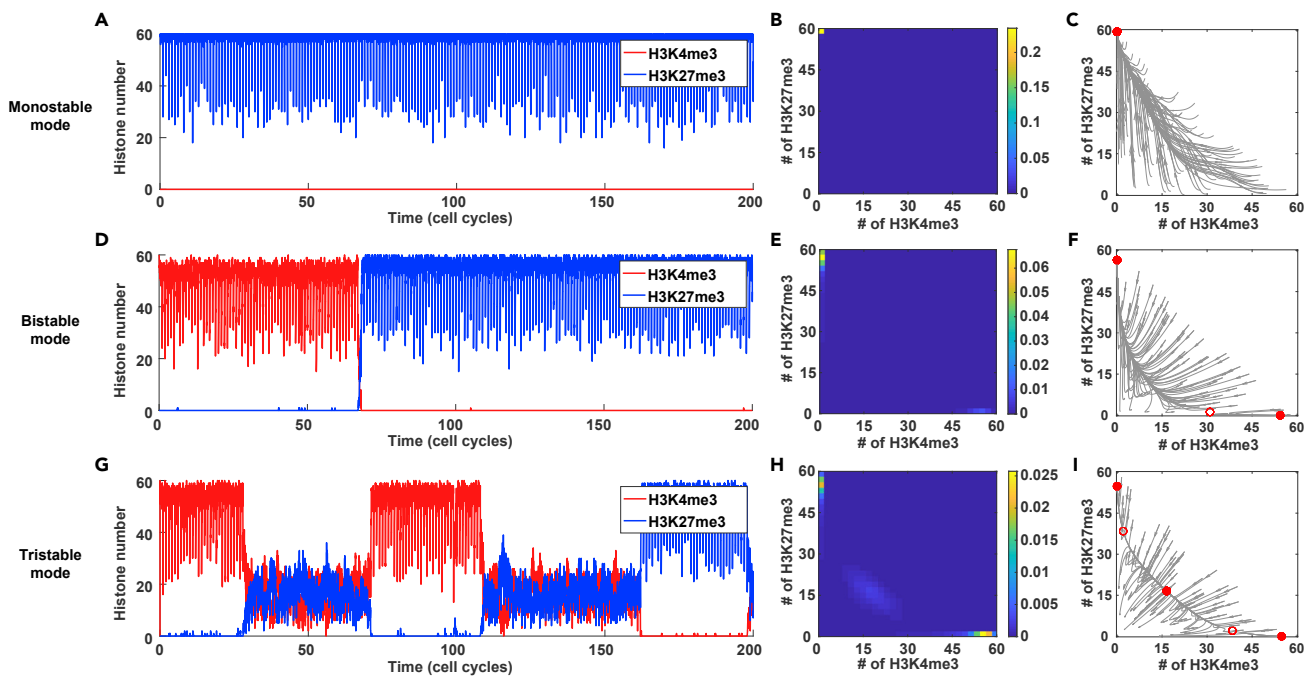 A
B
C
Monostable
mode
Histone number
60
40
20
0
H3K4me3
H3K27me3
0
50
100
150
200
Time (cell cycles)
# of H3K27me3
60
45
30
15
0
0
15
30
45
60
# of H3K4me3
0.2
0.15
0.1
0.05
0
# of H3K27me3
60
45
30
15
0
0
15
30
45
60
# of H3K4me3
D
E
F
Bistable
mode
Histone number
60
40
20
0
H3K4me3
H3K27me3
0
50
100
150
200
Time (cell cycles)
# of H3K27me3
60
45
30
15
0
0
15
30
45
60
# of H3K4me3
0.06
0.05
0.04
0.03
0.02
0.01
0
# of H3K27me3
60
45
30
15
0
0
15
30
45
60
# of H3K4me3
G
H
I
Tristable
mode
Histone number
60
40
20
0
H3K4me3
H3K27me3
0
50
100
150
200
Time (cell cycles)
# of H3K27me3
60
45
30
15
0
0
15
30
45
60
# of H3K4me3
0.025
0.02
0.015
0.01
0.005
0
# of H3K27me3
60
45
30
15
0
0
15
30
45
60
# of H3K4me3